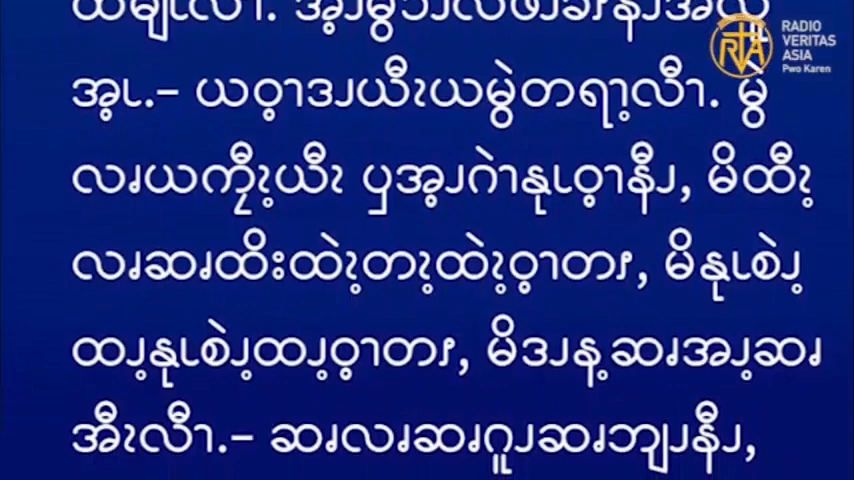 RADIO
VERITAS
ASIA
Pwo Karen
အ့ၬ.– ယဝ့ၫဒၪယီၩယမွဲတရၫ့လီၫ. မွဲ
လၧယကၠီၩ့ယီၩ ပှအ့ၪဂဲၫနုၬဝ့ၫနီၪ, မိထီၩ့
လၧဆၧထိးထဲၩ့တၩ့ထဲၩ့ဝ့ၫတၭ, မိနုၬစဲၪ့
ထၪ့နုၬစဲၪ့ထၪ့ဝ့ၫတၭ, မိဒၪန့ဆၧအၪ့ဆၧ
အီၩလီၫ.– ဆၧလၧဆၧဂူၪဆၧဘျၪနီၪ,